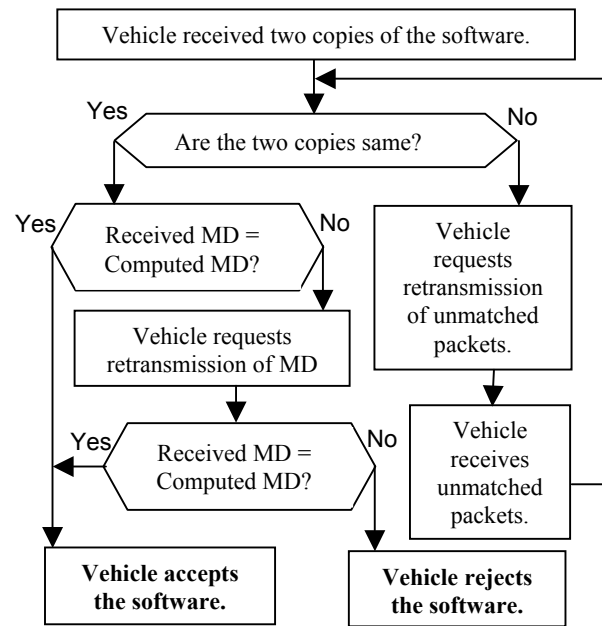 Vehicle received two copies of the software.
Yes
No
Are the two copies same?
Yes
No
Received MD =
Computed MD?
Vehicle
requests
retransmission
of unmatched
packets.
Vehicle requests
retransmission of MD
Yes
No
Received MD =
Computed MD?
Vehicle
receives
unmatched
packets.
Vehicle accepts
the software.
Vehicle rejects
the software.